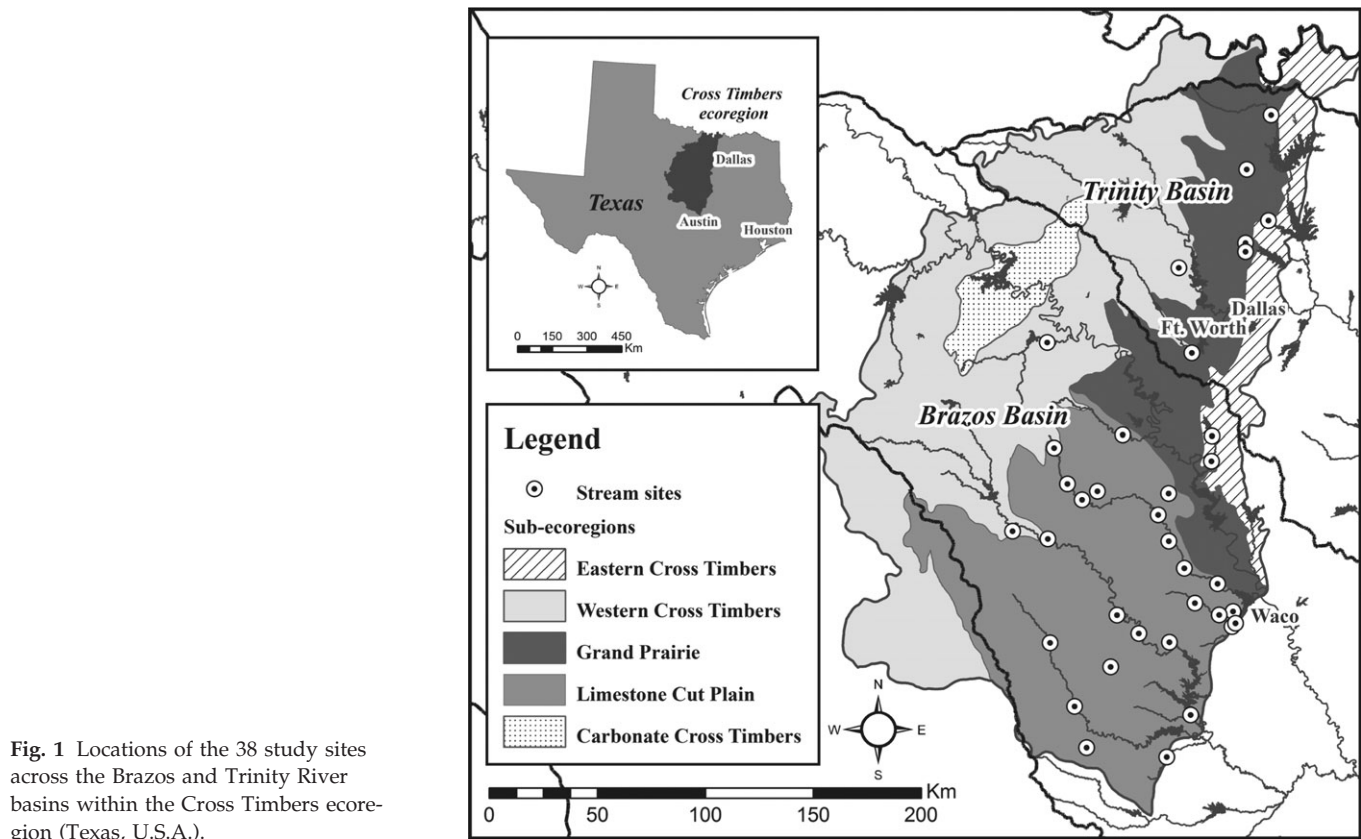 Cross Timbers
ecoregion
Dallas
Texas
Austin
Houston
N
W E
S
0 150 300 450
Km
Trinity Basin
Dallas
Ft. Worth
Brazos Basin
Waco
Legend
Stream sites
Sub-ecoregions
Eastern Cross Timbers
Western Cross Timbers
Grand Prairie
Limestone Cut Plain
Carbonate Cross Timbers
N
W E
S
Km
0 50 100 150 200
Fig. 1 Locations of the 38 study sites
across the Brazos and Trinity River
basins within the Cross Timbers ecore-
gion (Texas, U.S.A.).